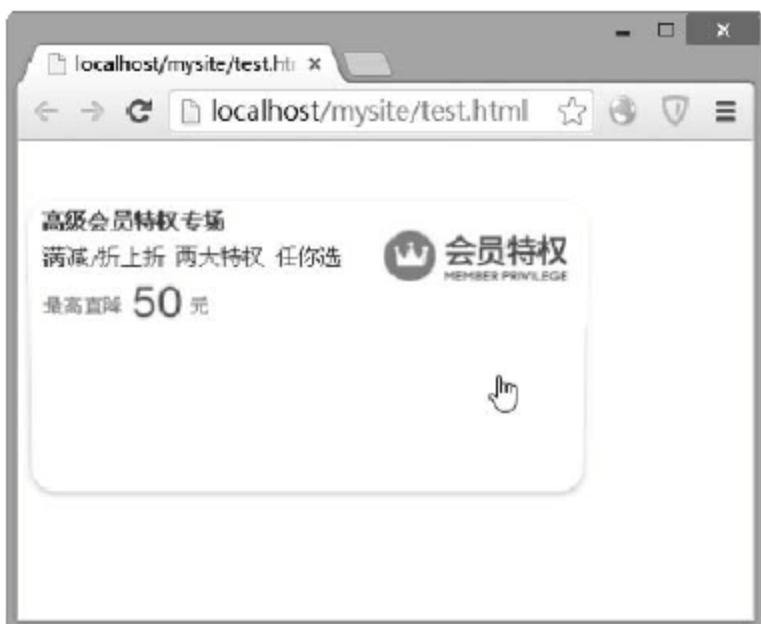 localhost/mysite/test.ht
localhost/mysite/test.html
高级会员特权专场
满减/折上折 两大特权 任你选
最高直降 50 元
会员特权
MEMBER PRIVILEGE